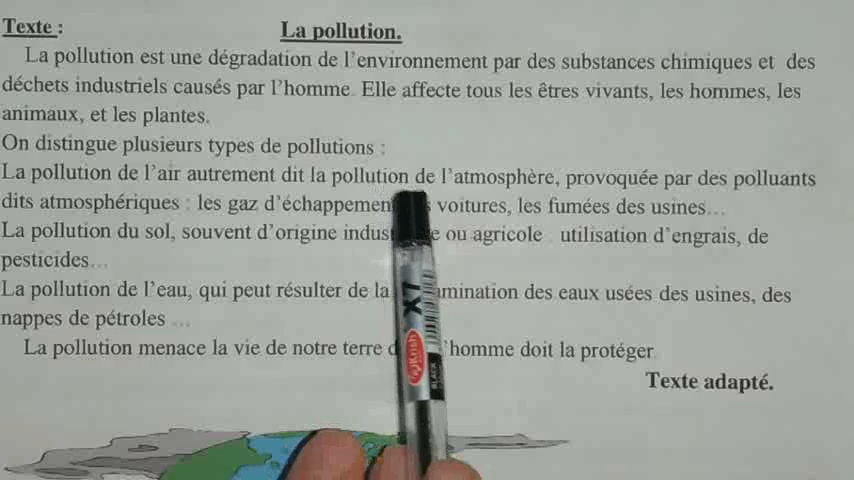 Texte :
La pollution.
La pollution est une dégradation de l'environnement par des substances chimiques et des
déchets industriels causés par l'homme. Elle affecte tous les êtres vivants, les hommes, les
animaux, et les plantes.
On distingue plusieurs types de pollutions :
La pollution de l'air autrement dit la pollution de l'atmosphère, provoquée par des polluants
dits atmosphériques : les gaz d'échappemen voitures, les fumées des usines...
La pollution du sol, souvent d'origine indus ou agricole : utilisation d'engrais, de
pesticides...
La pollution de l'eau, qui peut résulter de la amination des eaux usées des usines, des
nappes de pétroles ...
La pollution menace la vie de notre terre l'homme doit la protéger.
Texte adapté.
XT
Krish
BLACK